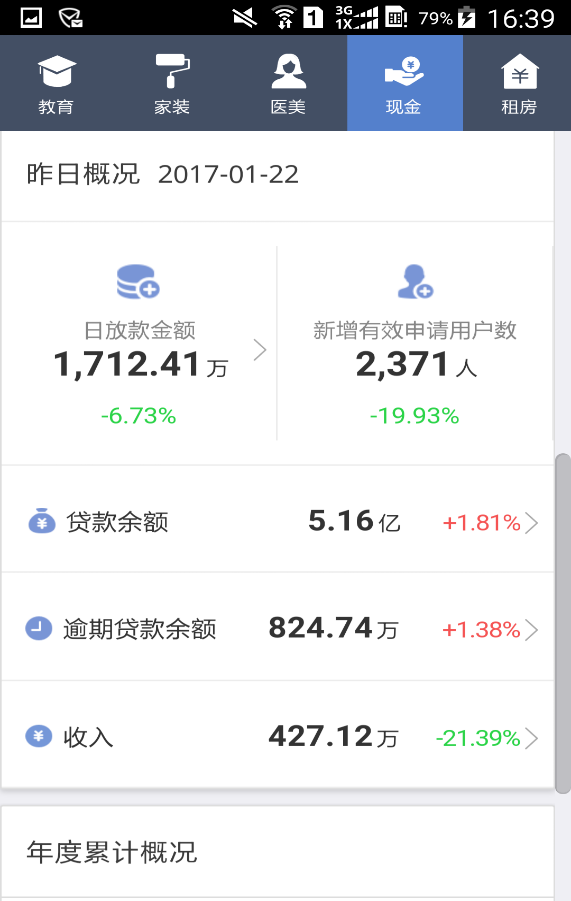 1 3G 1X 79% 16:39
教育 家装 医美 现金 租房
昨日概况 2017-01-22
日放款金额 新增有效申请用户数
1,712.41万 2,371人
-6.73% -19.93%
贷款余额 5.16亿 +1.81%
逾期贷款余额 824.74万 +1.38%
收入 427.12万 -21.39%
年度累计概况